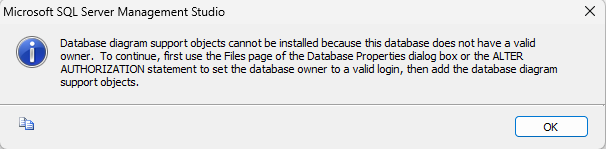 Microsoft SQL Server Management Studio
Database diagram support objects cannot be installed because this database does not have a valid
owner.  To continue, first use the Files page of the Database Properties dialog box or the ALTER
AUTHORIZATION statement to set the database owner to a valid login, then add the database diagram
support objects.
OK